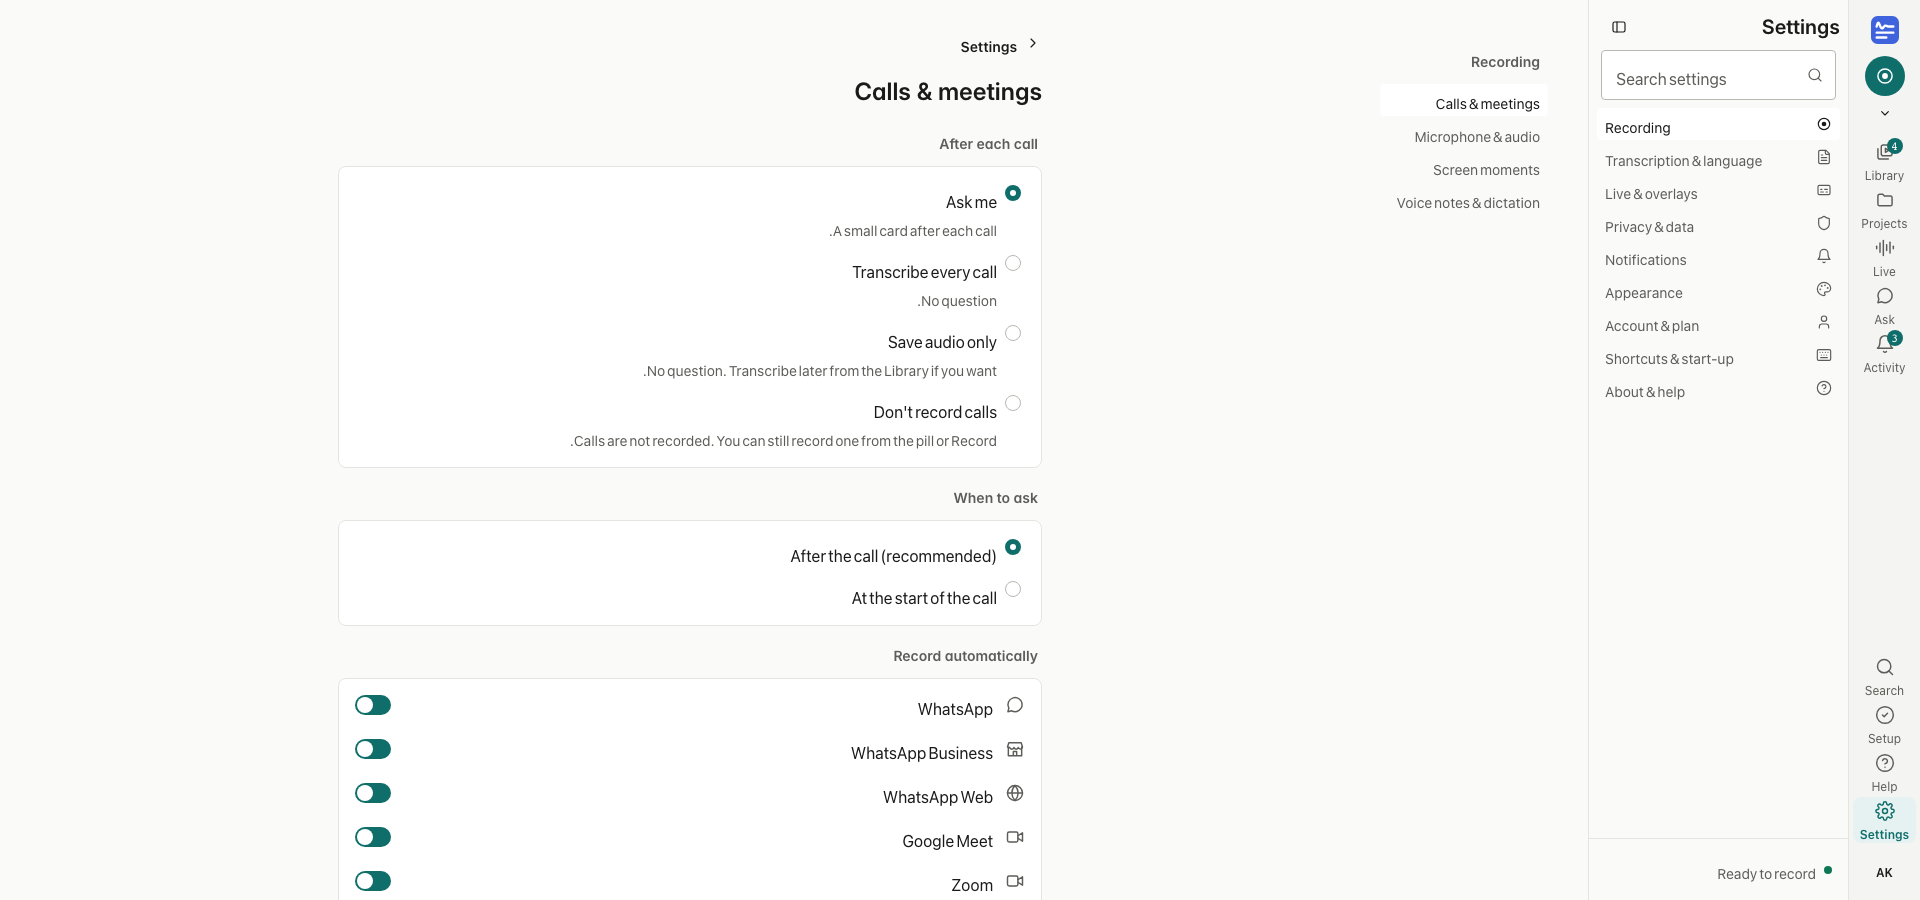 Settings
Search settings
Recording
Transcription & language
Live & overlays
Privacy & data
Notifications
Appearance
Account & plan
Shortcuts & start-up
About & help
Ready to record
4
Library
Projects
Live
Ask
3
Activity
Search
Setup
Help
Settings
AK
Recording
Calls & meetings
Microphone & audio
Screen moments
Voice notes & dictation
Settings
Calls & meetings
After each call
Ask me
.A small card after each call
Transcribe every call
.No question
Save audio only
.No question. Transcribe later from the Library if you want
Don't record calls
.Calls are not recorded. You can still record one from the pill or Record
When to ask
After the call (recommended)
At the start of the call
Record automatically
WhatsApp
WhatsApp Business
WhatsApp Web
Google Meet
Zoom